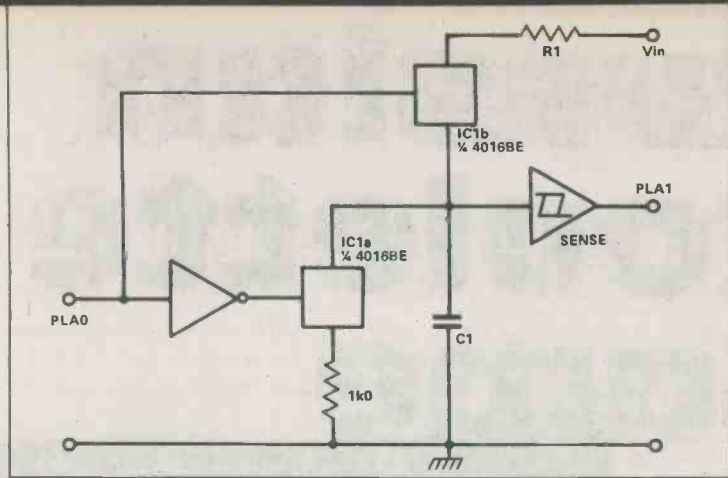 R1
Vin
IC1b
¼ 4016BE
PLA1
IC1a
¼ 4016BE
SENSE
PLA0
C1
1k0